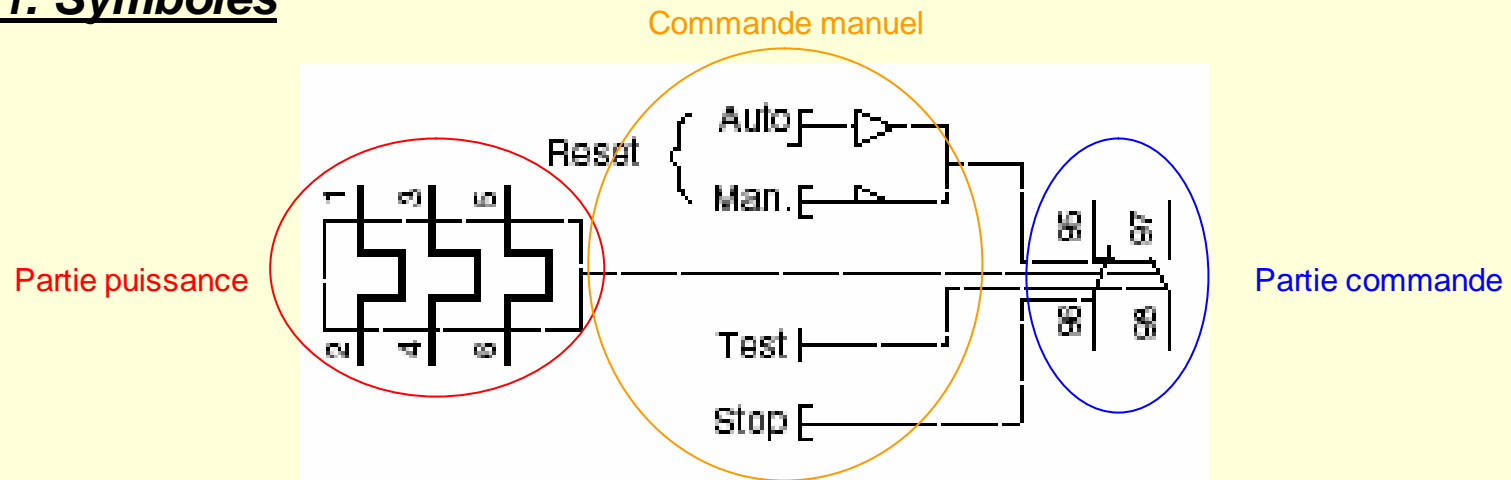 1. Symboles
Commande manuel
Auto
Reset
Man.
1 3 5
95 97
Partie puissance
Partie commande
2 4 6
96 98
Test
Stop